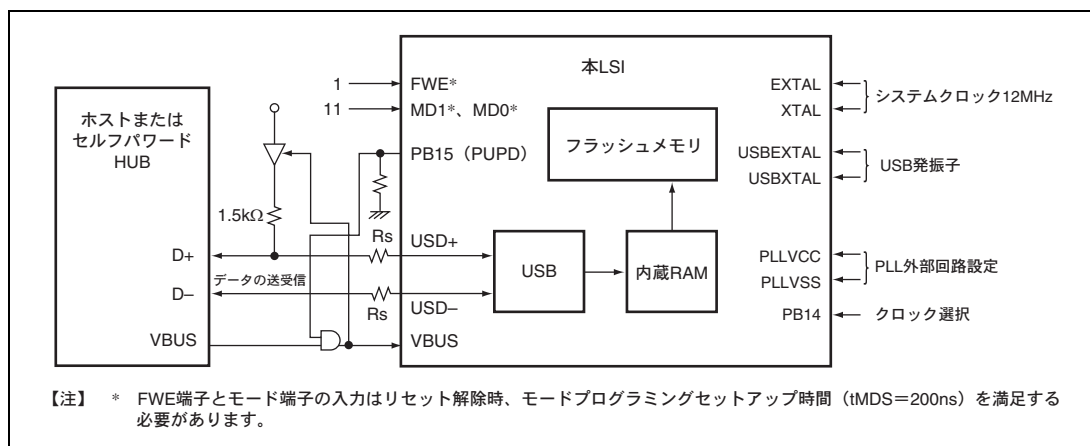 本LSI
1
FWE*
11
MD1*、MD0*
PB15（PUPD）
ホストまたは
セルフパワード
HUB
1.5kΩ
D+
データの送受信
D−
VBUS
Rs
Rs
USD+
USD−
VBUS
フラッシュメモリ
USB
内蔵RAM
EXTAL
XTAL
システムクロック12MHz
USBEXTAL
USBXTAL
USB発振子
PLLVCC
PLLVSS
PLL外部回路設定
PB14
クロック選択
【注】 * FWE端子とモード端子の入力はリセット解除時、モードプログラミングセットアップ時間（tMDS＝200ns）を満足する
必要があります。